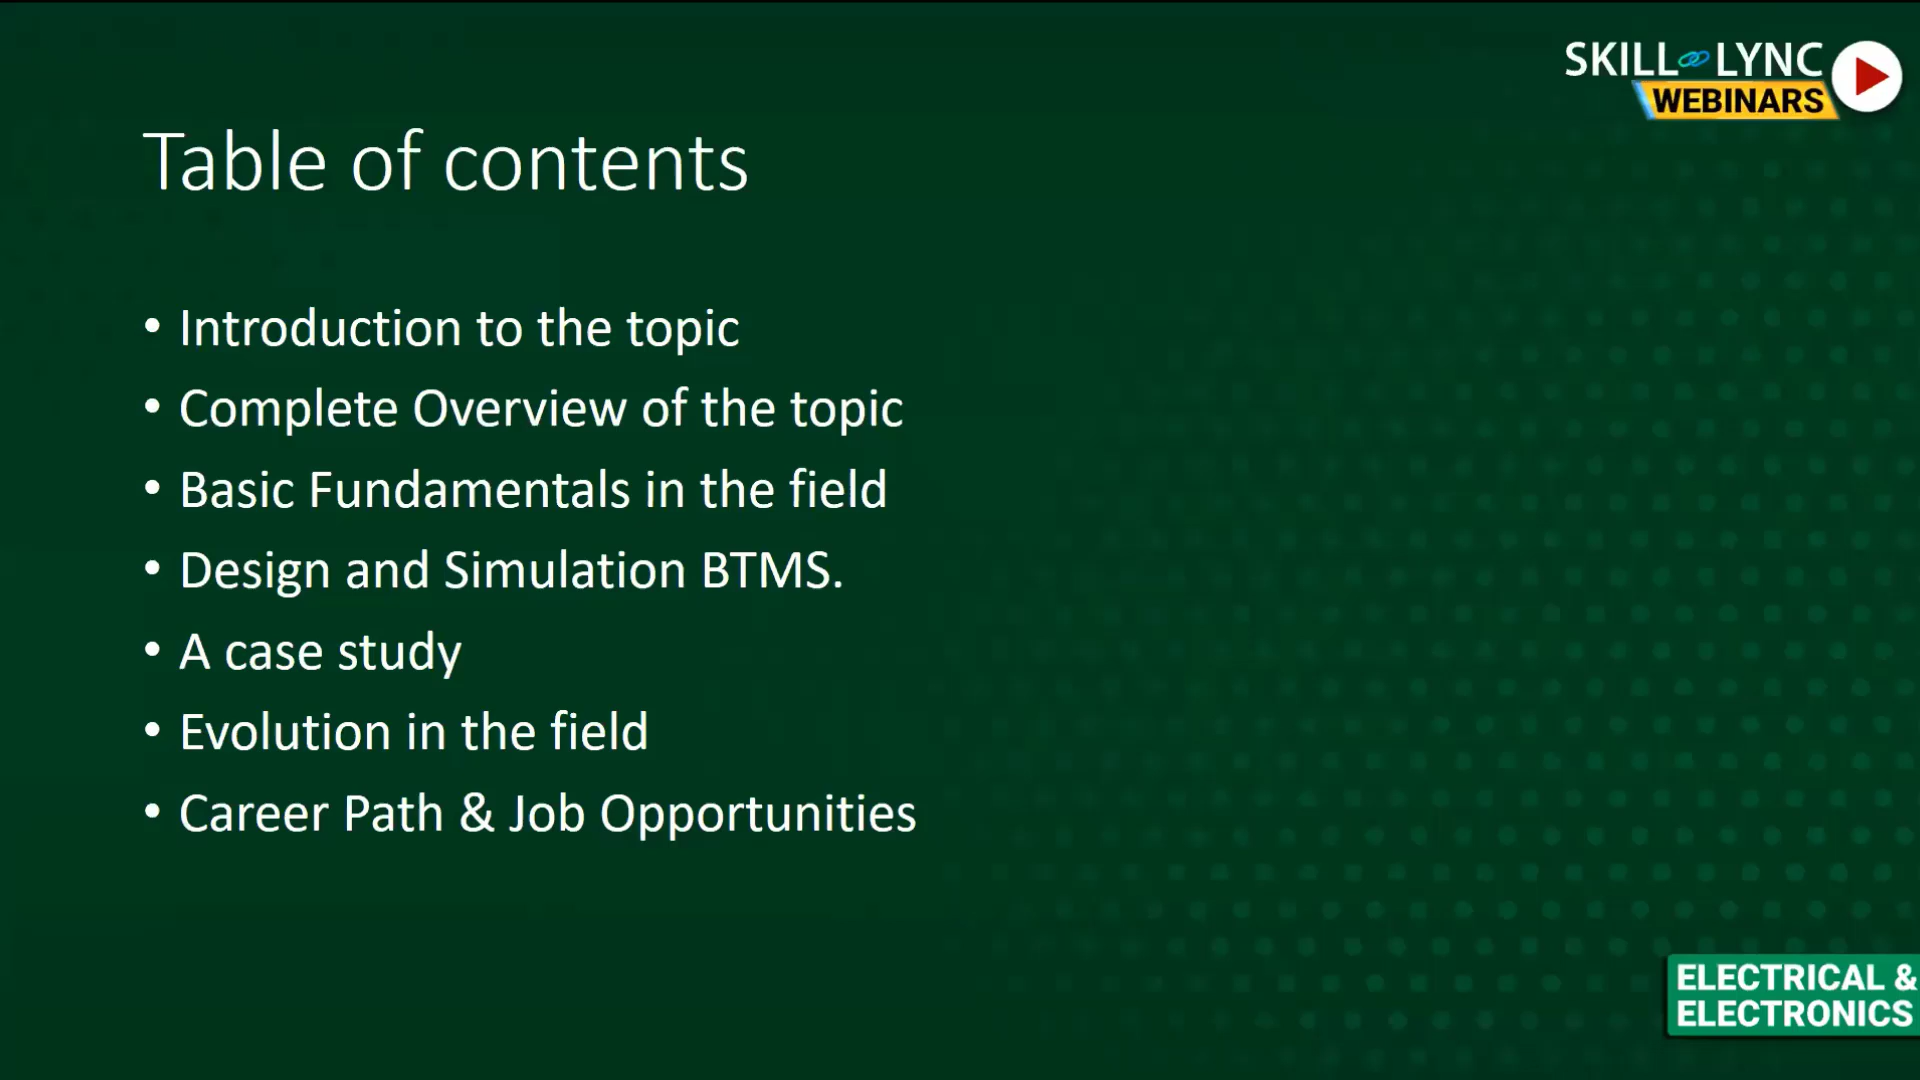 SKILL LYNC
WEBINARS
Table of contents
• Introduction to the topic
• Complete Overview of the topic
• Basic Fundamentals in the field
• Design and Simulation BTMS.
• A case study
• Evolution in the field
• Career Path & Job Opportunities
ELECTRICAL &
ELECTRONICS